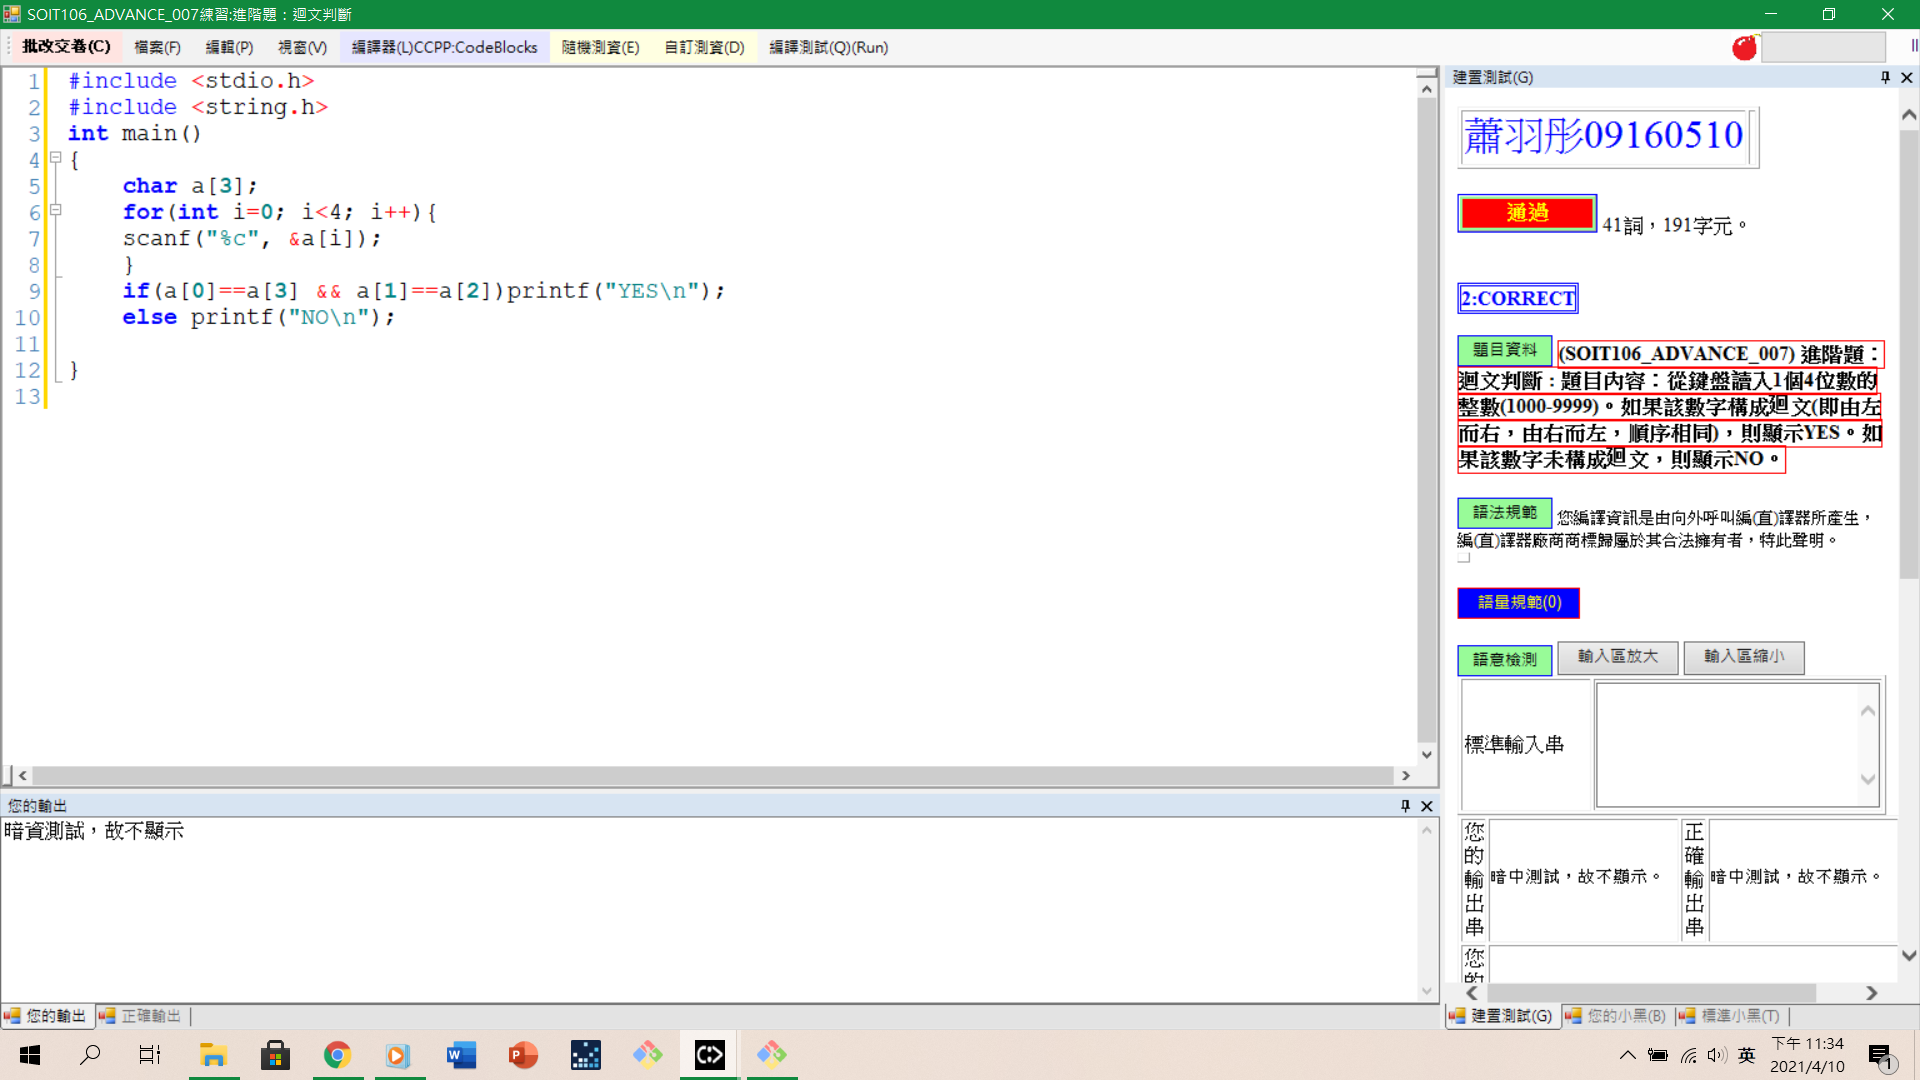 SOIT106_ADVANCE_007練習:進階題：迴文判斷
批改交卷(C) 檔案(F) 編輯(P) 視窗(V) 編譯器(L)CCPP:CodeBlocks 隨機測資(E) 自訂測資(D) 編譯測試(Q)(Run)
1 #include <stdio.h>
2 #include <string.h>
3 int main()
4 {
5 char a[3];
6 for(int i=0; i<4; i++){
7 scanf("%c", &a[i]);
8 }
9 if(a[0]==a[3] && a[1]==a[2])printf("YES\n");
10 else printf("NO\n");
11
12 }
13
您的輸出
暗資測試，故不顯示
您的輸出 正確輸出
建置測試(G)
蕭羽彤09160510
通過 41詞，191字元。
2:CORRECT
題目資料 (SOIT106_ADVANCE_007) 進階題：
迴文判斷：題目內容：從鍵盤讀入1個4位數的
整數(1000-9999)。如果該數字構成迴文(即由左
而右，由右而左，順序相同)，則顯示YES。如
果該數字未構成迴文，則顯示NO。
語法規範 您編譯資訊是由向外呼叫編(直)譯器所產生，
編(直)譯器廠商商標歸屬於其合法擁有者，特此聲明。
語量規範(0)
語意檢測 輸入區放大 輸入區縮小
標準輸入串
您的輸出串 暗中測試，故不顯示。 正確輸出串 暗中測試，故不顯示。
您的
建置測試(G) 您的小黑(B) 標準小黑(T)
英
下午 11:34
2021/4/10
1